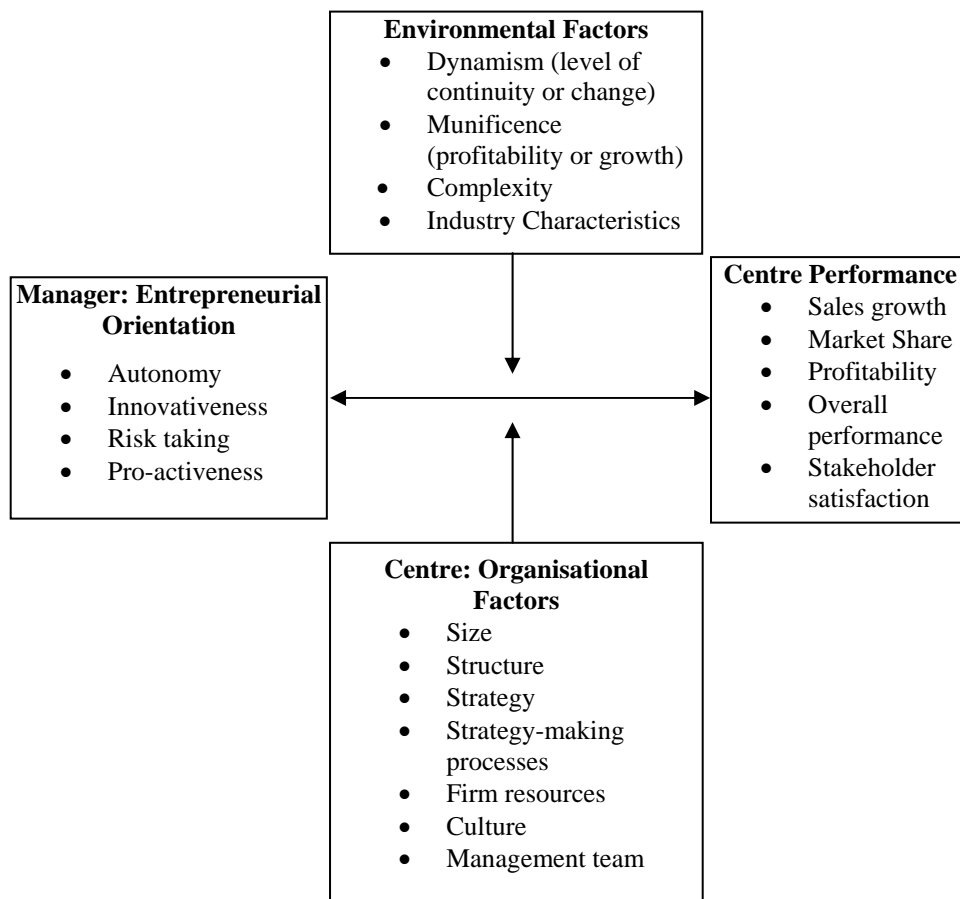 Environmental Factors
• Dynamism (level of
continuity or change)
• Munificence
(profitability or growth)
• Complexity
• Industry Characteristics
Manager: Entrepreneurial
Orientation
• Autonomy
• Innovativeness
• Risk taking
• Pro-activeness
Centre Performance
• Sales growth
• Market Share
• Profitability
• Overall
performance
• Stakeholder
satisfaction
Centre: Organisational
Factors
• Size
• Structure
• Strategy
• Strategy-making
processes
• Firm resources
• Culture
• Management team